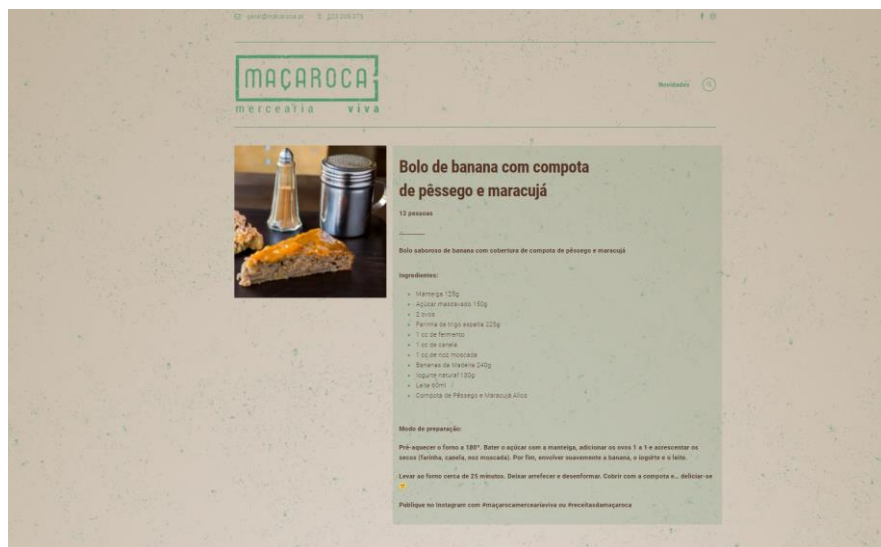 geral@macaroca.pt
MAÇAROCA
mercearia viva
Novidades
Bolo de banana com compota
de pêssego e maracujá
12 pessoas
Bolo saboroso de banana com cobertura de compota de pêssego e maracujá
Ingredientes:
Manteiga 125g
Açúcar mascavado 150g
2 ovos
Farinha de trigo espelta 225g
1 cc de fermento
1 cc de canela
1 cc de noz moscada
Bananas da Madeira 240g
Iogurte natural 130g
Leite 60ml
Compota de Pêssego e Maracujá Alios
Modo de preparação:
Pré-aquecer o forno a 180º. Bater o açúcar com a manteiga, adicionar os ovos 1 a 1 e acrescentar os
secos (farinha, canela, noz moscada). Por fim, envolver suavemente a banana, o iogurte e o leite.
Levar ao forno cerca de 25 minutos. Deixar arrefecer e desenformar. Cobrir com a compota e… deliciar-se
Publique no Instagram com #maçarocamerceariaviva ou #receitasdamaçaroca